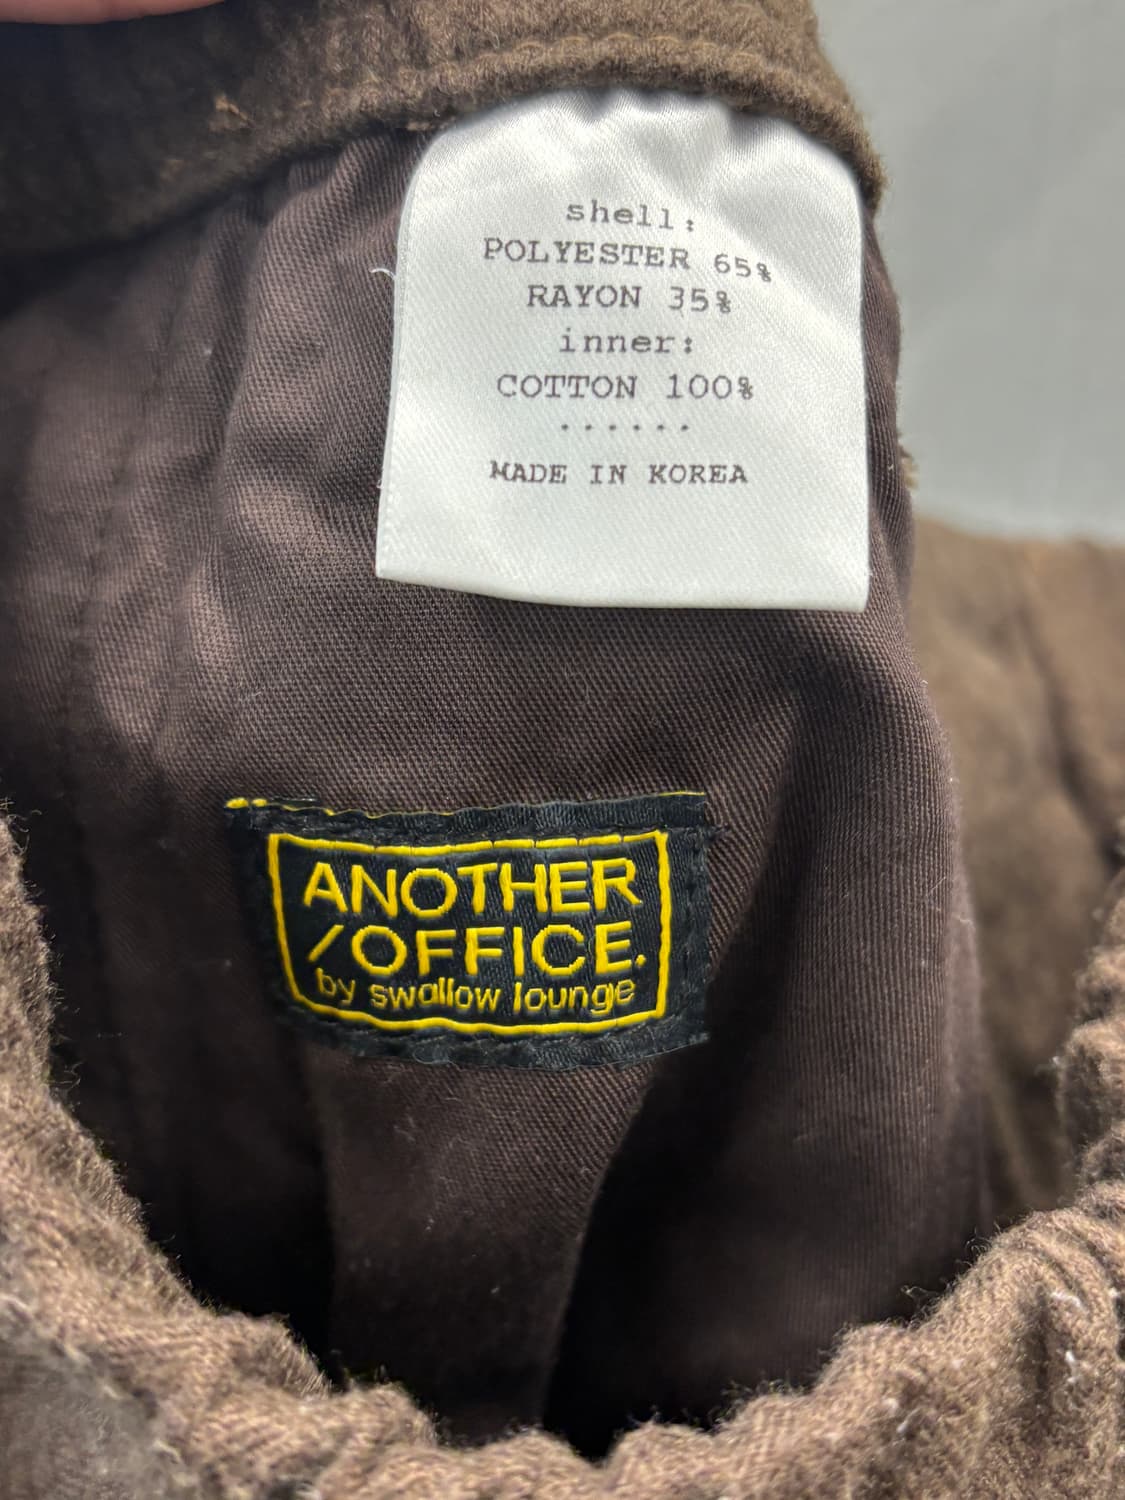 shell:
POLYESTER 65%
RAYON 35%
inner:
COTTON 100%
······
MADE IN KOREA
ANOTHER
/OFFICE.
by swallow lounge